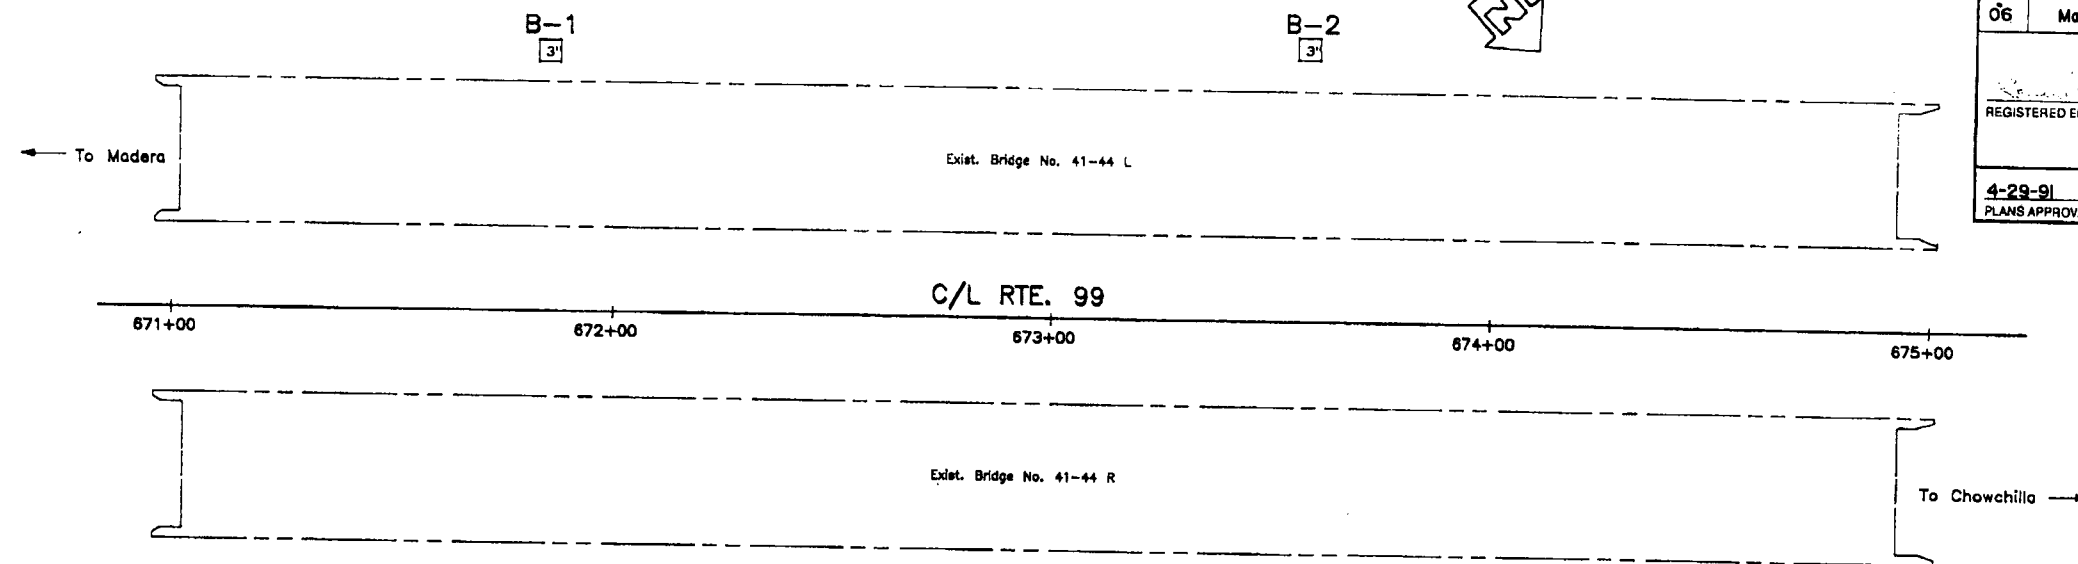 B-1
3"
B-2
3"
06
REGISTERED
4-29-91
PLANS
To Madera
Exist. Bridge No. 41-44 L
C/L RTE. 99
671+00
672+00
673+00
674+00
675+00
Exist. Bridge No. 41-44 R
To Chowchilla